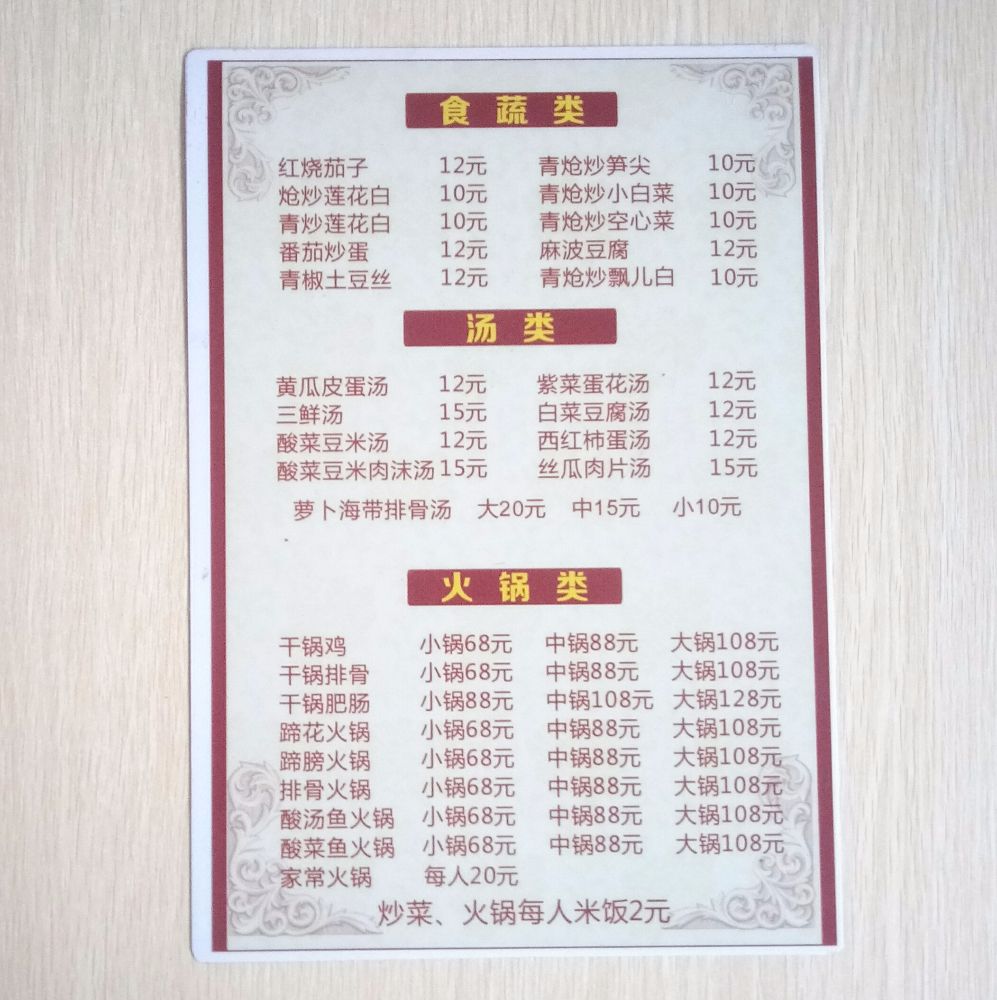 食蔬类
红烧茄子 12元 青炝炒笋尖 10元
炝炒莲花白 10元 青炝炒小白菜 10元
青炒莲花白 10元 青炝炒空心菜 10元
番茄炒蛋 12元 麻波豆腐 12元
青椒土豆丝 12元 青炝炒飘儿白 10元
汤类
黄瓜皮蛋汤 12元 紫菜蛋花汤 12元
三鲜汤 15元 白菜豆腐汤 12元
酸菜豆米汤 12元 西红柿蛋汤 12元
酸菜豆米肉沫汤 15元 丝瓜肉片汤 15元
萝卜海带排骨汤 大20元 中15元 小10元
火锅类
干锅鸡 小锅68元 中锅88元 大锅108元
干锅排骨 小锅68元 中锅88元 大锅108元
干锅肥肠 小锅88元 中锅108元 大锅128元
蹄花火锅 小锅68元 中锅88元 大锅108元
蹄膀火锅 小锅68元 中锅88元 大锅108元
排骨火锅 小锅68元 中锅88元 大锅108元
酸汤鱼火锅 小锅68元 中锅88元 大锅108元
酸菜鱼火锅 小锅68元 中锅88元 大锅108元
家常火锅 每人20元
炒菜、火锅每人米饭2元